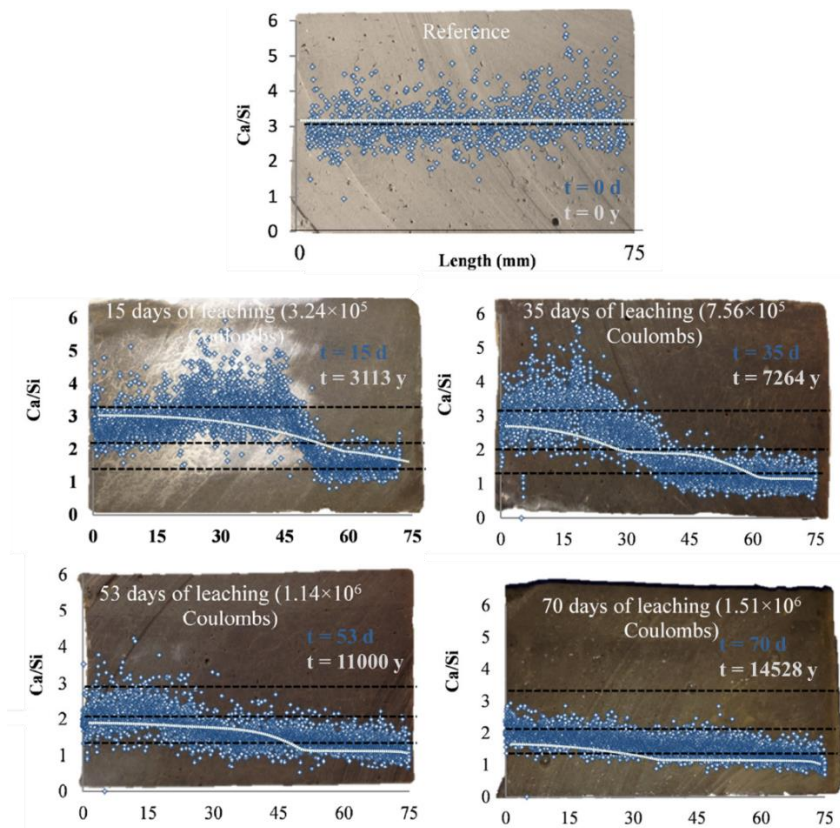 6
5
4
3
2
1
0
Ca/Si
Reference
t = 0 d
t = 0 y
0
Length (mm)
75
15 days of leaching (3.24×10⁵
Coulombs)
t = 15 d
t = 3113 y
6
5
4
3
2
1
0
Ca/Si
0 15 30 45 60 75
35 days of leaching (7.56×10⁵
Coulombs)
t = 35 d
t = 7264 y
6
5
4
3
2
1
0
Ca/Si
0 15 30 45 60 75
53 days of leaching (1.14×10⁶
Coulombs)
t = 53 d
t = 11000 y
6
5
4
3
2
1
0
Ca/Si
0 15 30 45 60 75
70 days of leaching (1.51×10⁶
Coulombs)
t = 70 d
t = 14528 y
6
5
4
3
2
1
0
Ca/Si
0 15 30 45 60 75